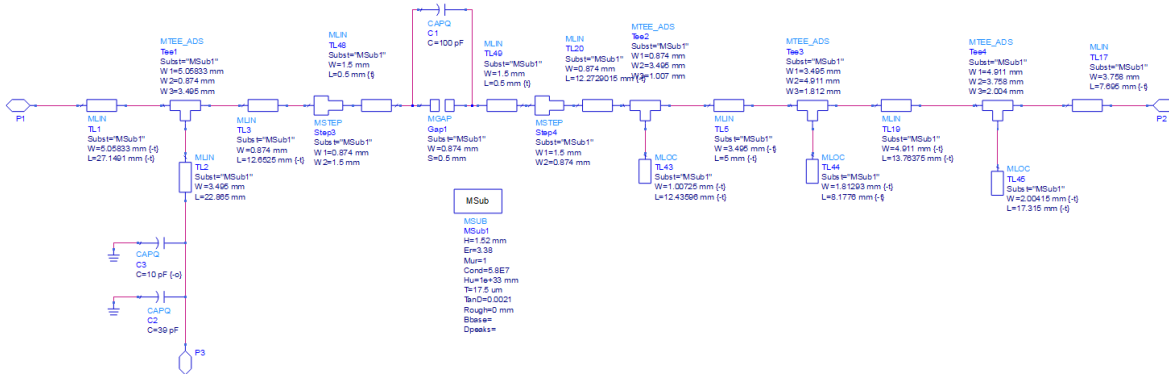 P1
MLIN
TL1
Subst="MSub1"
W=5.05833 mm {-t}
L=27.1491 mm {-t}
MTEE_ADS
Tee1
Subst="MSub1"
W1=5.05833 mm
W2=0.874 mm
W3=3.495 mm
MLIN
TL2
Subst="MSub1"
W=3.495 mm
L=22.865 mm
CAPQ
C3
C=10 pF {-o}
CAPQ
C2
C=39 pF
P3
MLIN
TL3
Subst="MSub1"
W=0.874 mm
L=12.6525 mm {-t}
MLIN
TL48
Subst="MSub1"
W=1.5 mm
L=0.5 mm {t}
MSTEP
Step3
Subst="MSub1"
W1=0.874 mm
W2=1.5 mm
CAPQ
C1
C=100 pF
MGAP
Gap1
Subst="MSub1"
W=0.874 mm
S=0.5 mm
MLIN
TL49
Subst="MSub1"
W=1.5 mm
L=0.5 mm {t}
MSTEP
Step4
Subst="MSub1"
W1=1.5 mm
W2=0.874 mm
MLIN
TL20
Subst="MSub1"
W=0.874 mm
L=12.2729015 mm {-t}
MTEE_ADS
Tee2
Subst="MSub1"
W1=0.874 mm
W2=3.495 mm
W3=1.007 mm
MLOC
TL43
Subst="MSub1"
W=1.00725 mm {-t}
L=12.43596 mm {-t}
MLIN
TL5
Subst="MSub1"
W=3.495 mm {-t}
L=5 mm {-t}
MTEE_ADS
Tee3
Subst="MSub1"
W1=3.495 mm
W2=4.911 mm
W3=1.812 mm
MLOC
TL44
Subst="MSub1"
W=1.81293 mm {-t}
L=8.1776 mm {-t}
MLIN
TL19
Subst="MSub1"
W=4.911 mm {-t}
L=13.76375 mm {-t}
MTEE_ADS
Tee4
Subst="MSub1"
W1=4.911 mm
W2=3.758 mm
W3=2.004 mm
MLOC
TL45
Subst="MSub1"
W=2.00415 mm {-t}
L=17.315 mm {-t}
MLIN
TL17
Subst="MSub1"
W=3.758 mm
L=7.695 mm {-t}
P2
MSub
MSUB
MSub1
H=1.52 mm
Er=3.38
Mur=1
Cond=5.8E7
Hu=1e+33 mm
T=17.5 um
TanD=0.0021
Rough=0 mm
Bbase=
Dpeaks=